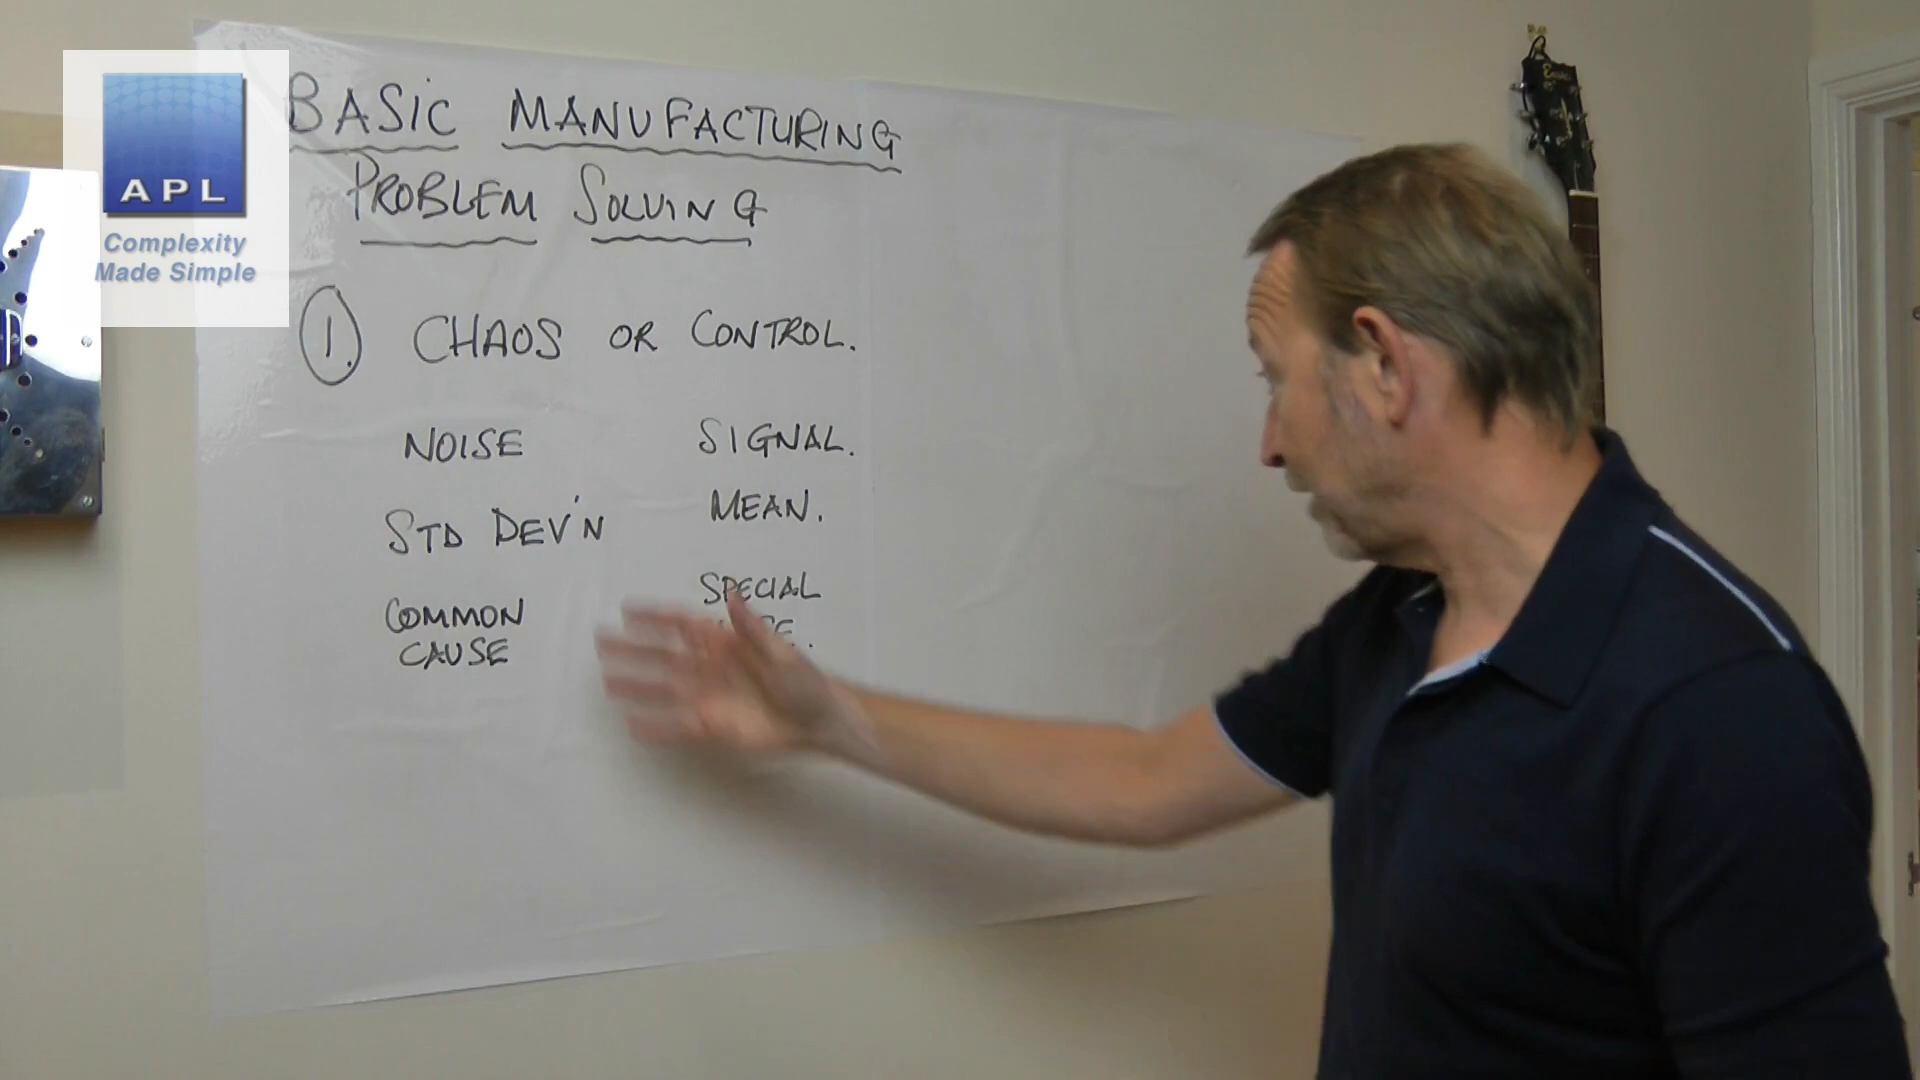 APL
Complexity
Made Simple
BASIC MANUFACTURING
PROBLEM SOLVING
1. CHAOS OR CONTROL.
NOISE SIGNAL.
STD DEV'N MEAN.
COMMON SPECIAL
CAUSE